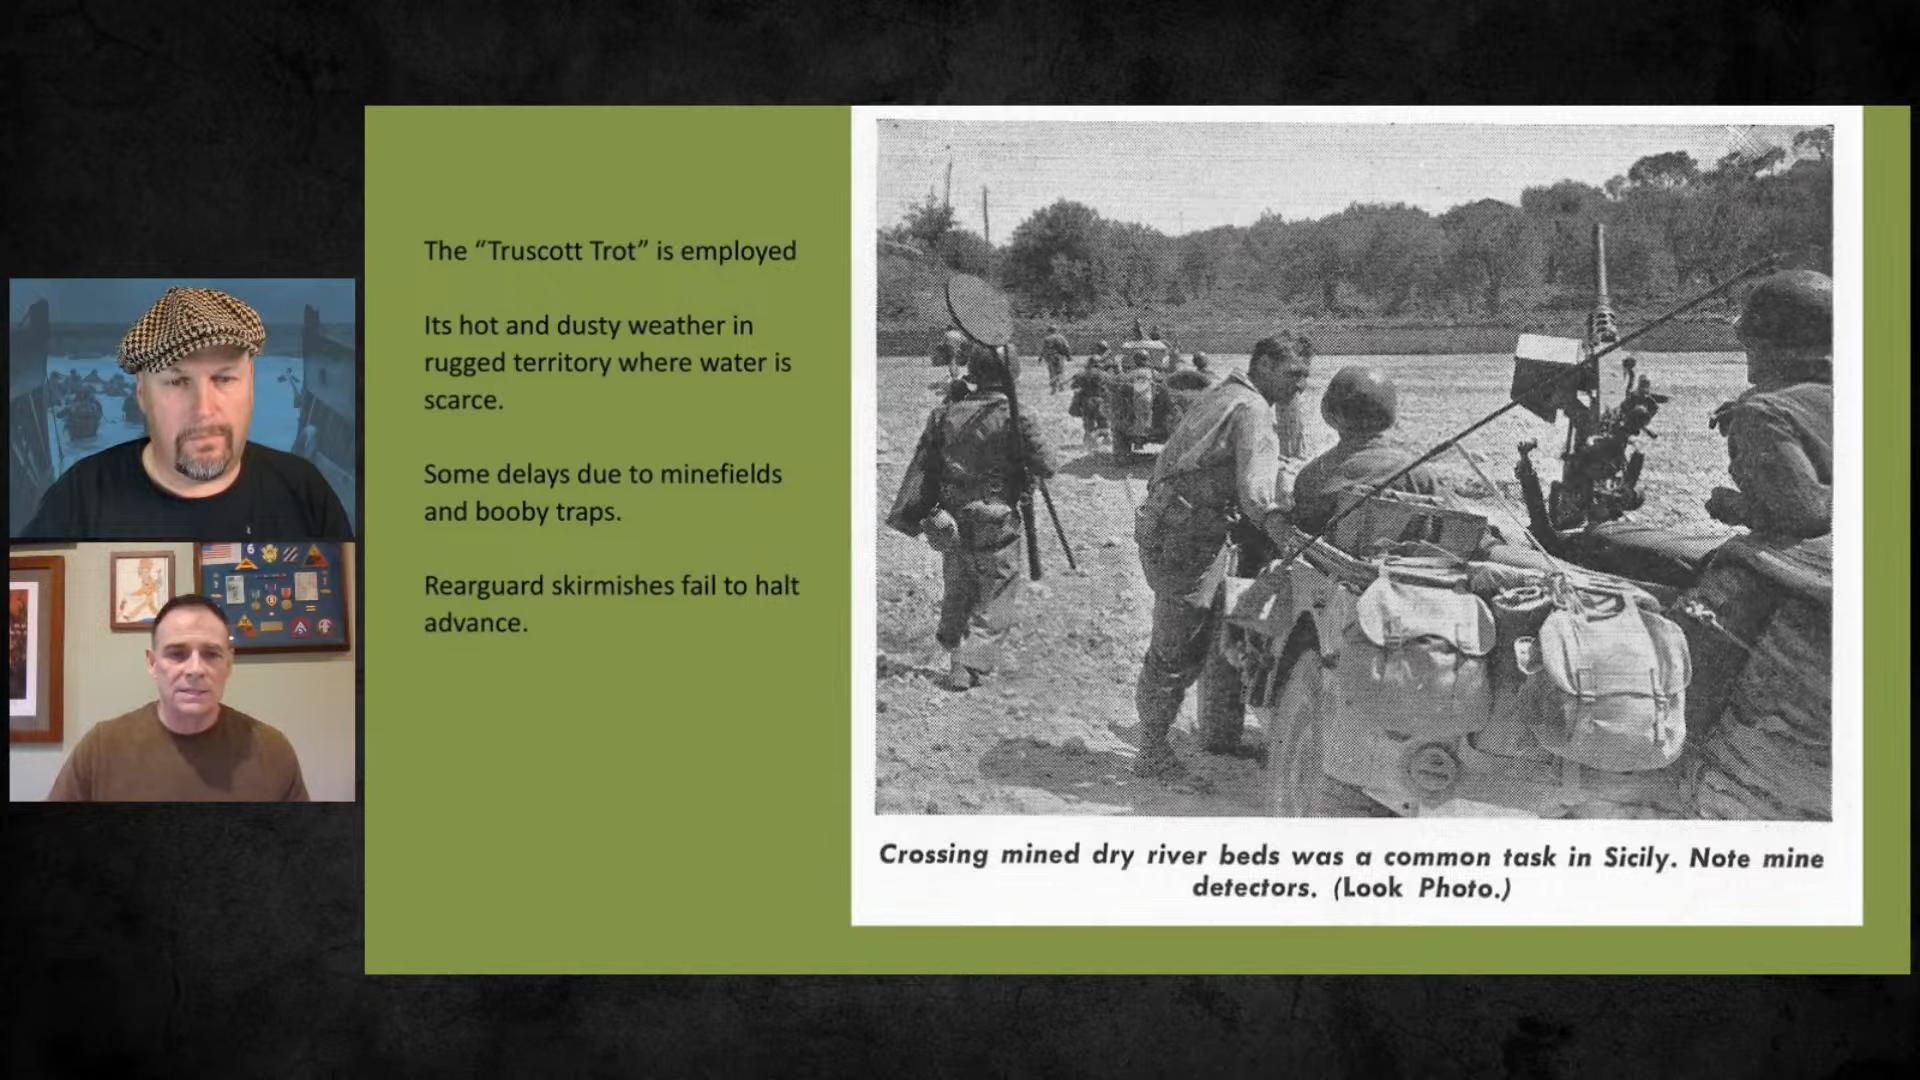 The “Truscott Trot” is employed
Its hot and dusty weather in
rugged territory where water is
scarce.
Some delays due to minefields
and booby traps.
Rearguard skirmishes fail to halt
advance.
Crossing mined dry river beds was a common task in Sicily. Note mine
detectors. (Look Photo.)